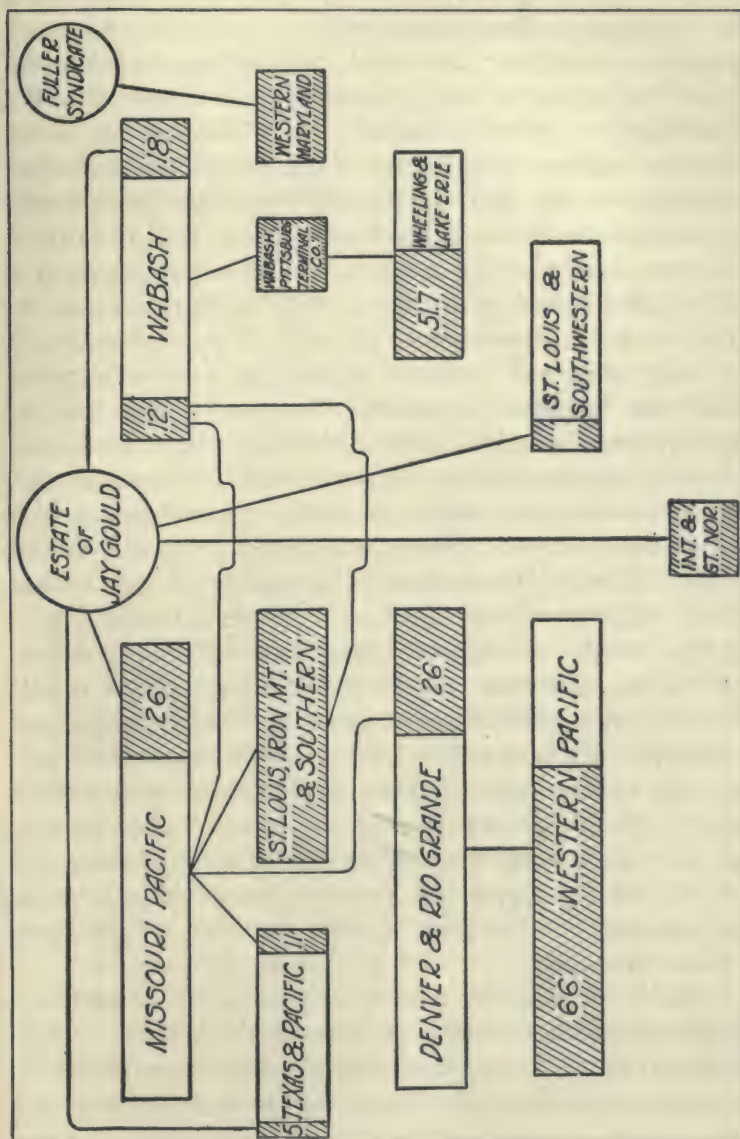 ESTATE
OF
JAY GOULD
FULLER
SYNDICATE
MISSOURI PACIFIC
26
12
WABASH
18
5
TEXAS & PACIFIC
11
ST. LOUIS, IRON MT.
& SOUTHERN
WABASH
PITTSBURG
TERMINAL
CO.
WESTERN
MARYLAND
DENVER & RIO GRANDE
26
51.7
WHEELING &
LAKE ERIE
66
WESTERN PACIFIC
ST. LOUIS &
SOUTHWESTERN
INT. &
GT. NOR.